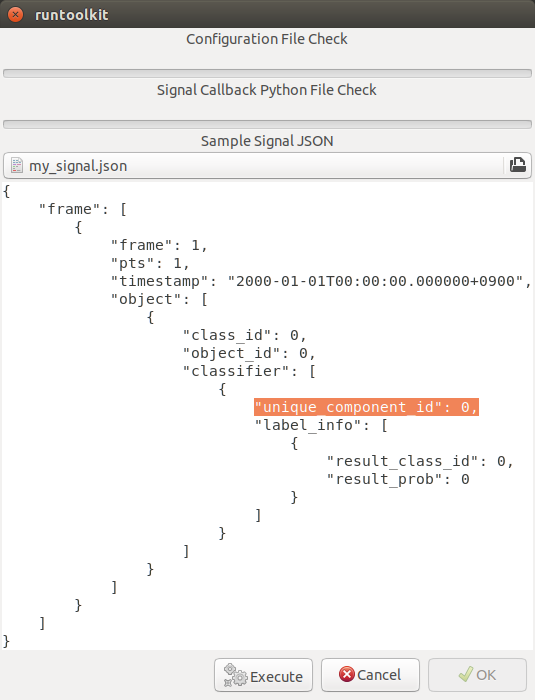 runtoolkit
Configuration File Check
Signal Callback Python File Check
Sample Signal JSON
my_signal.json
{
    "frame": [
        {
            "frame": 1,
            "pts": 1,
            "timestamp": "2000-01-01T00:00:00.000000+0900",
            "object": [
                {
                    "class_id": 0,
                    "object_id": 0,
                    "classifier": [
                        {
                            "unique_component_id": 0,
                            "label_info": [
                                {
                                    "result_class_id": 0,
                                    "result_prob": 0
                                }
                            ]
                        }
                    ]
                }
            ]
        }
    ]
}
Execute
Cancel
OK